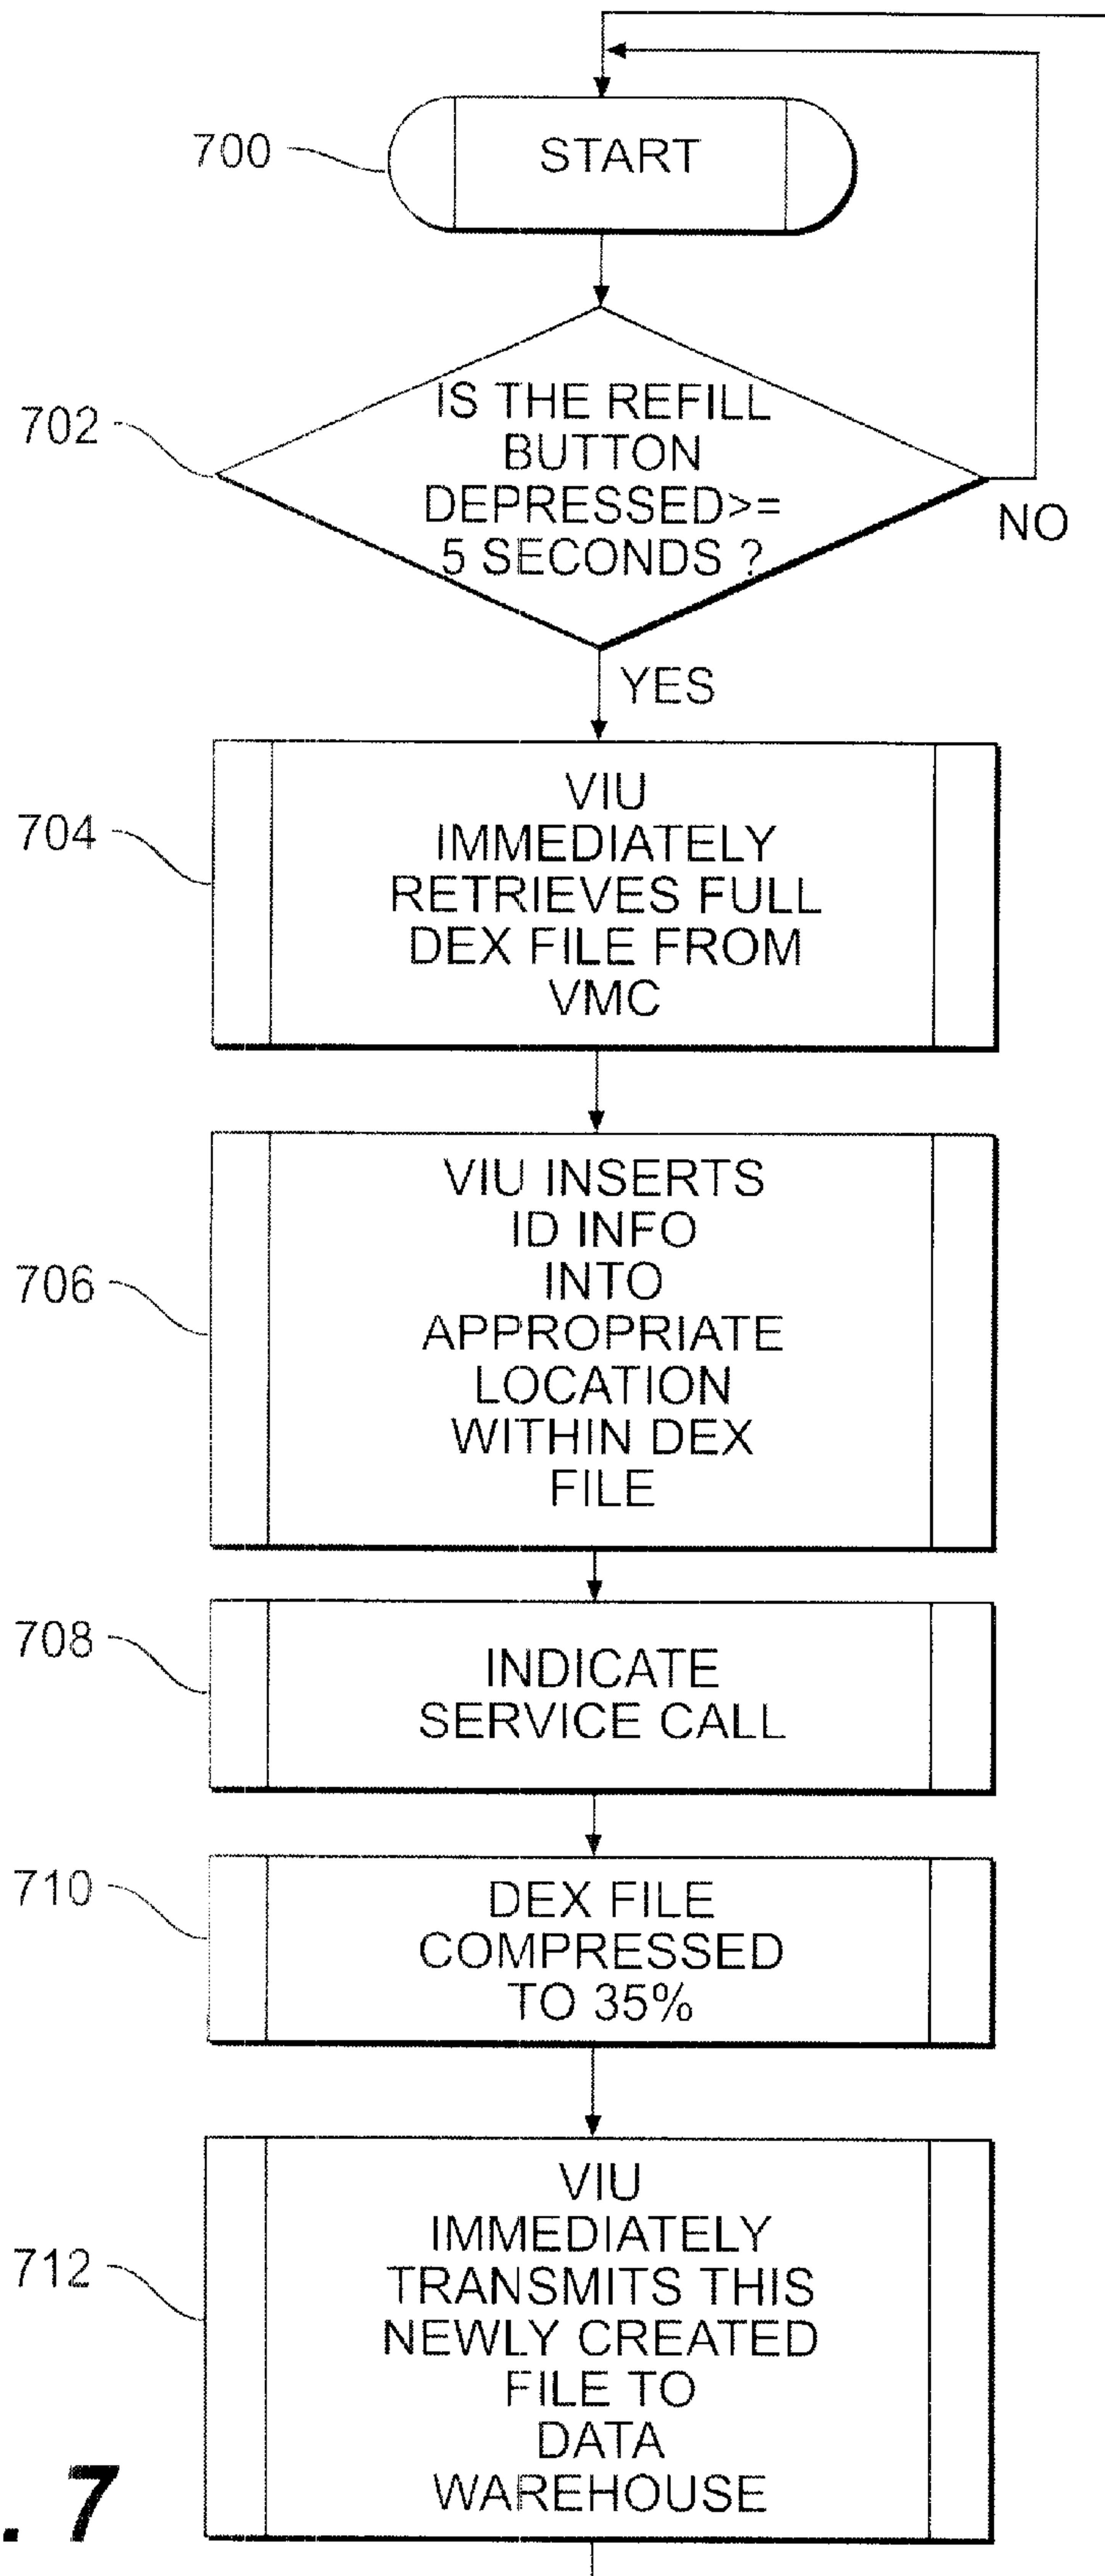 700
START
702
IS THE REFILL
BUTTON
DEPRESSED>=
5 SECONDS ?
NO
YES
704
VIU
IMMEDIATELY
RETRIEVES FULL
DEX FILE FROM
VMC
706
VIU INSERTS
ID INFO
INTO
APPROPRIATE
LOCATION
WITHIN DEX
FILE
708
INDICATE
SERVICE CALL
710
DEX FILE
COMPRESSED
TO 35%
712
VIU
IMMEDIATELY
TRANSMITS THIS
NEWLY CREATED
FILE TO
DATA
WAREHOUSE
. 7